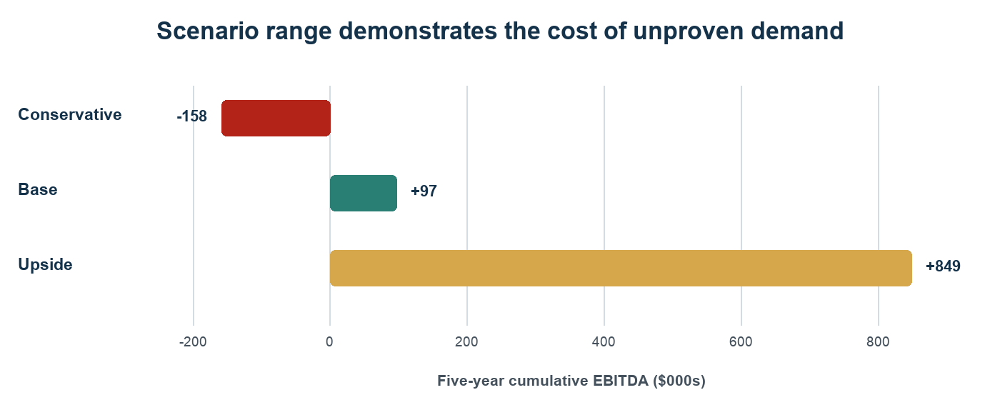 Scenario range demonstrates the cost of unproven demand
Conservative
-158
Base
+97
Upside
+849
-200
0
200
400
600
800
Five-year cumulative EBITDA ($000s)